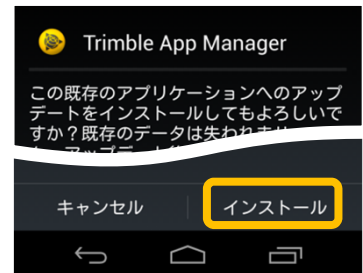 Trimble App Manager
この既存のアプリケーションへのアップ
デートをインストールしてもよろしいで
すか？既存のデータは失われません
キャンセル
インストール